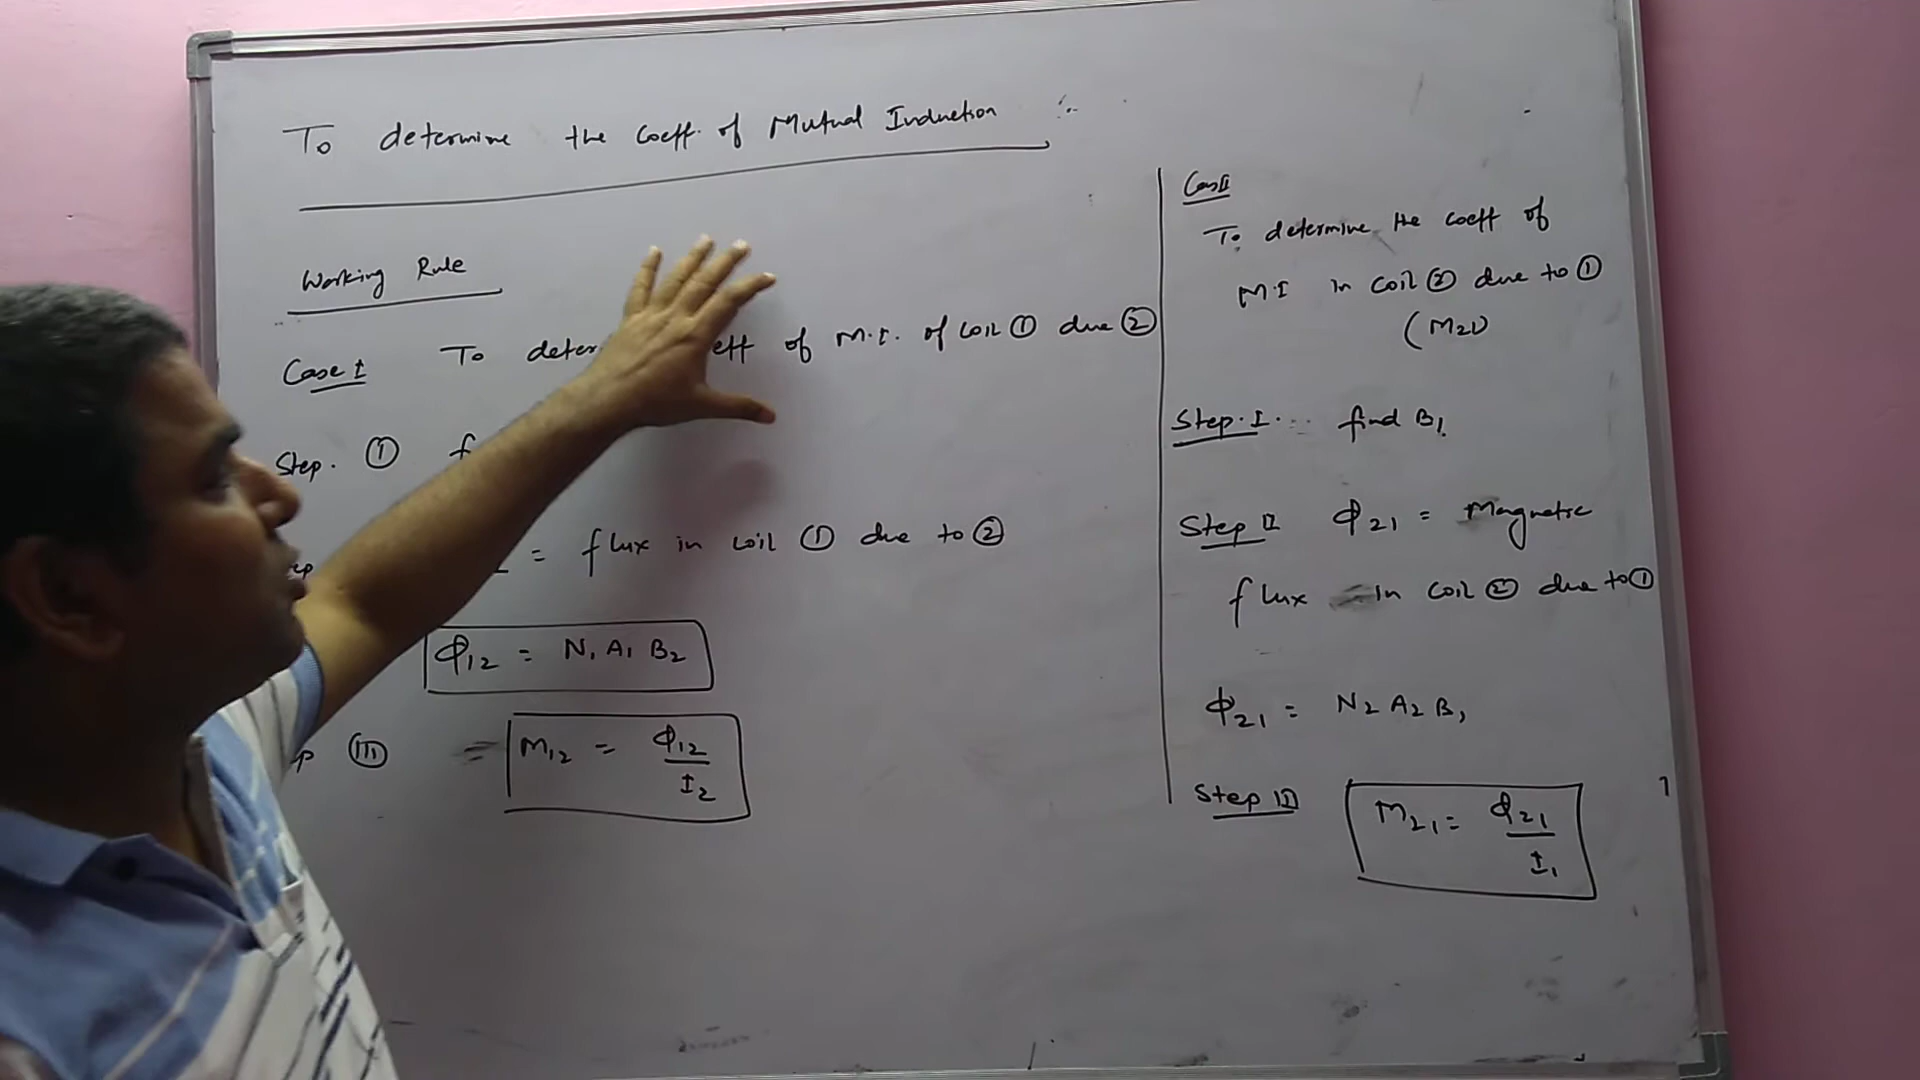 To determine the Coeff. of Mutual Induction :-
Working Rule
Case I To eff of M.I. of coil ① due ②
Step. ①
= flux in coil ① due to ②
Φ12 = N1 A1 B2
(III) = M12 = Φ12 / I2
Case II
To determine the coeff of
M.I in coil ② due to ①
(M21)
Step. I... find B1
Step II Φ21 = Magnetic
flux in coil ② due to ①
Φ21 = N2 A2 B1
Step III M21 = Φ21 / I1